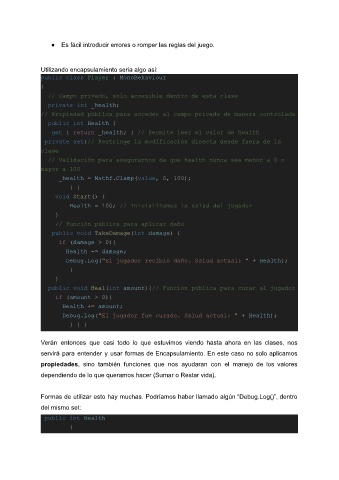 ● Es fácil introducir errores o romper las reglas del juego.
Utilizando encapsulamiento sería algo así:
public class Player : MonoBehaviour
{
// Campo privado, solo accesible dentro de esta clase
private int _health;
// Propiedad pública para acceder al campo privado de manera controlada
public int Health {
get { return _health; } // Permite leer el valor de health
private set{// Restringe la modificación directa desde fuera de la
clase
// Validación para asegurarnos de que health nunca sea menor a 0 o
mayor a 100
_health = Mathf.Clamp(value, 0, 100);
} }
void Start() {
Health = 100; // Inicializamos la salud del jugador
}
// Función pública para aplicar daño
public void TakeDamage(int damage) {
if (damage > 0){
Health -= damage;
Debug.Log("El jugador recibió daño. Salud actual: " + Health);
}
}
public void Heal(int amount){// Función pública para curar al jugador
if (amount > 0){
Health += amount;
Debug.Log("El jugador fue curado. Salud actual: " + Health);
} } }
Verán entonces que casi todo lo que estuvimos viendo hasta ahora en las clases, nos
servirá para entender y usar formas de Encapsulamiento. En este caso no solo aplicamos
propiedades, sino también funciones que nos ayudaran con el manejo de los valores
dependiendo de lo que queramos hacer (Sumar o Restar vida).
Formas de utilizar esto hay muchas. Podríamos haber llamado algún "Debug.Log()", dentro
del mismo set:
public int Health
{